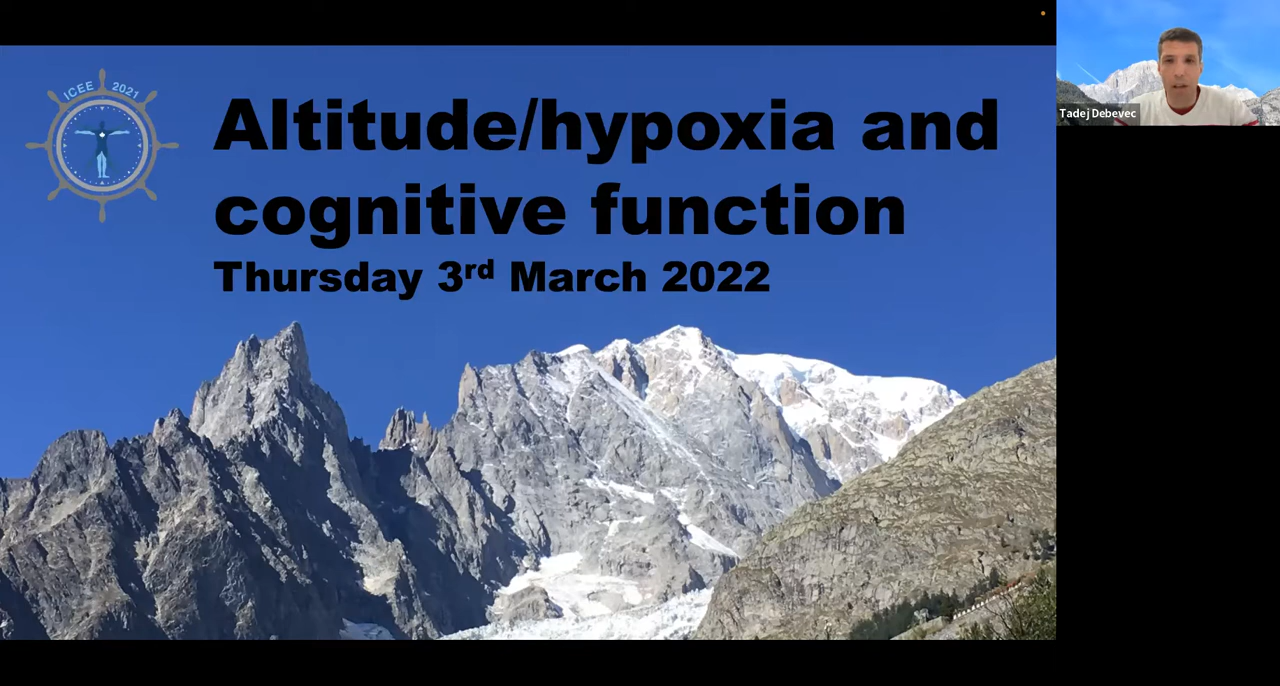 ICEE 2021
Altitude/hypoxia and
cognitive function
Thursday 3rd March 2022
Tadej Debevec